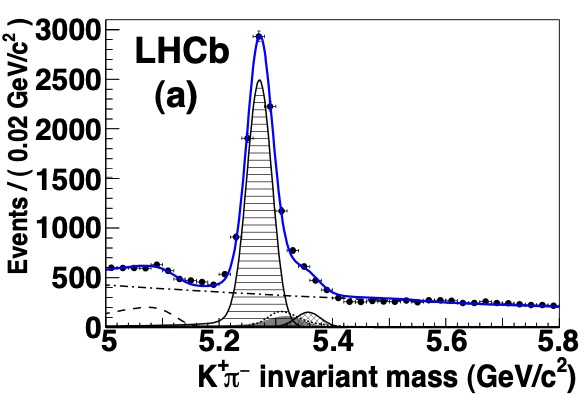 LHCb
(a)
Events / ( 0.02 GeV/c² )
3000
2500
2000
1500
1000
500
0
5 5.2 5.4 5.6 5.8
K⁺π⁻ invariant mass (GeV/c²)